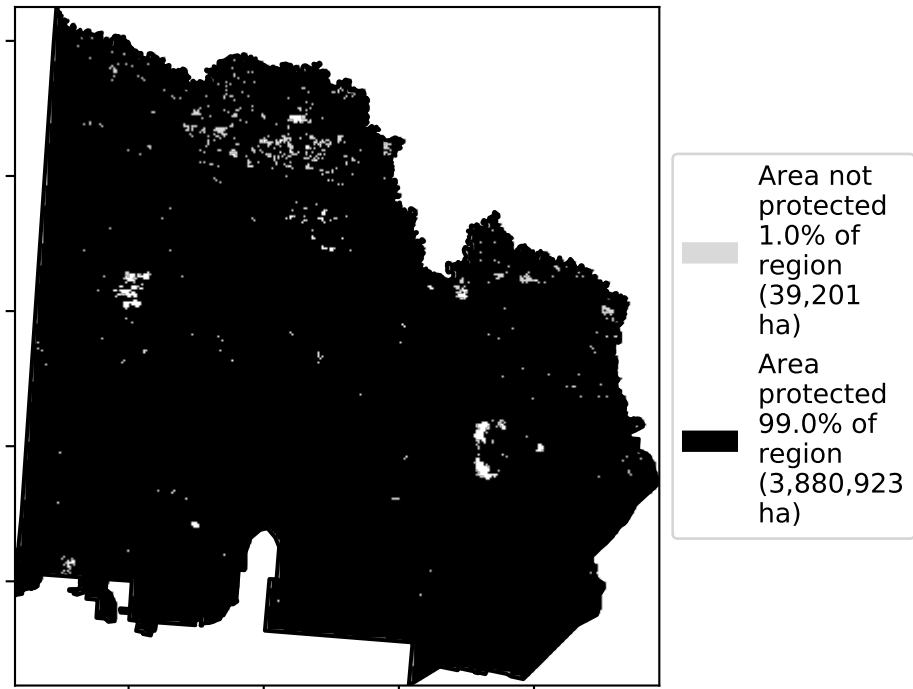 Area not
protected
1.0% of
region
(39,201
ha)
Area
protected
99.0% of
region
(3,880,923
ha)